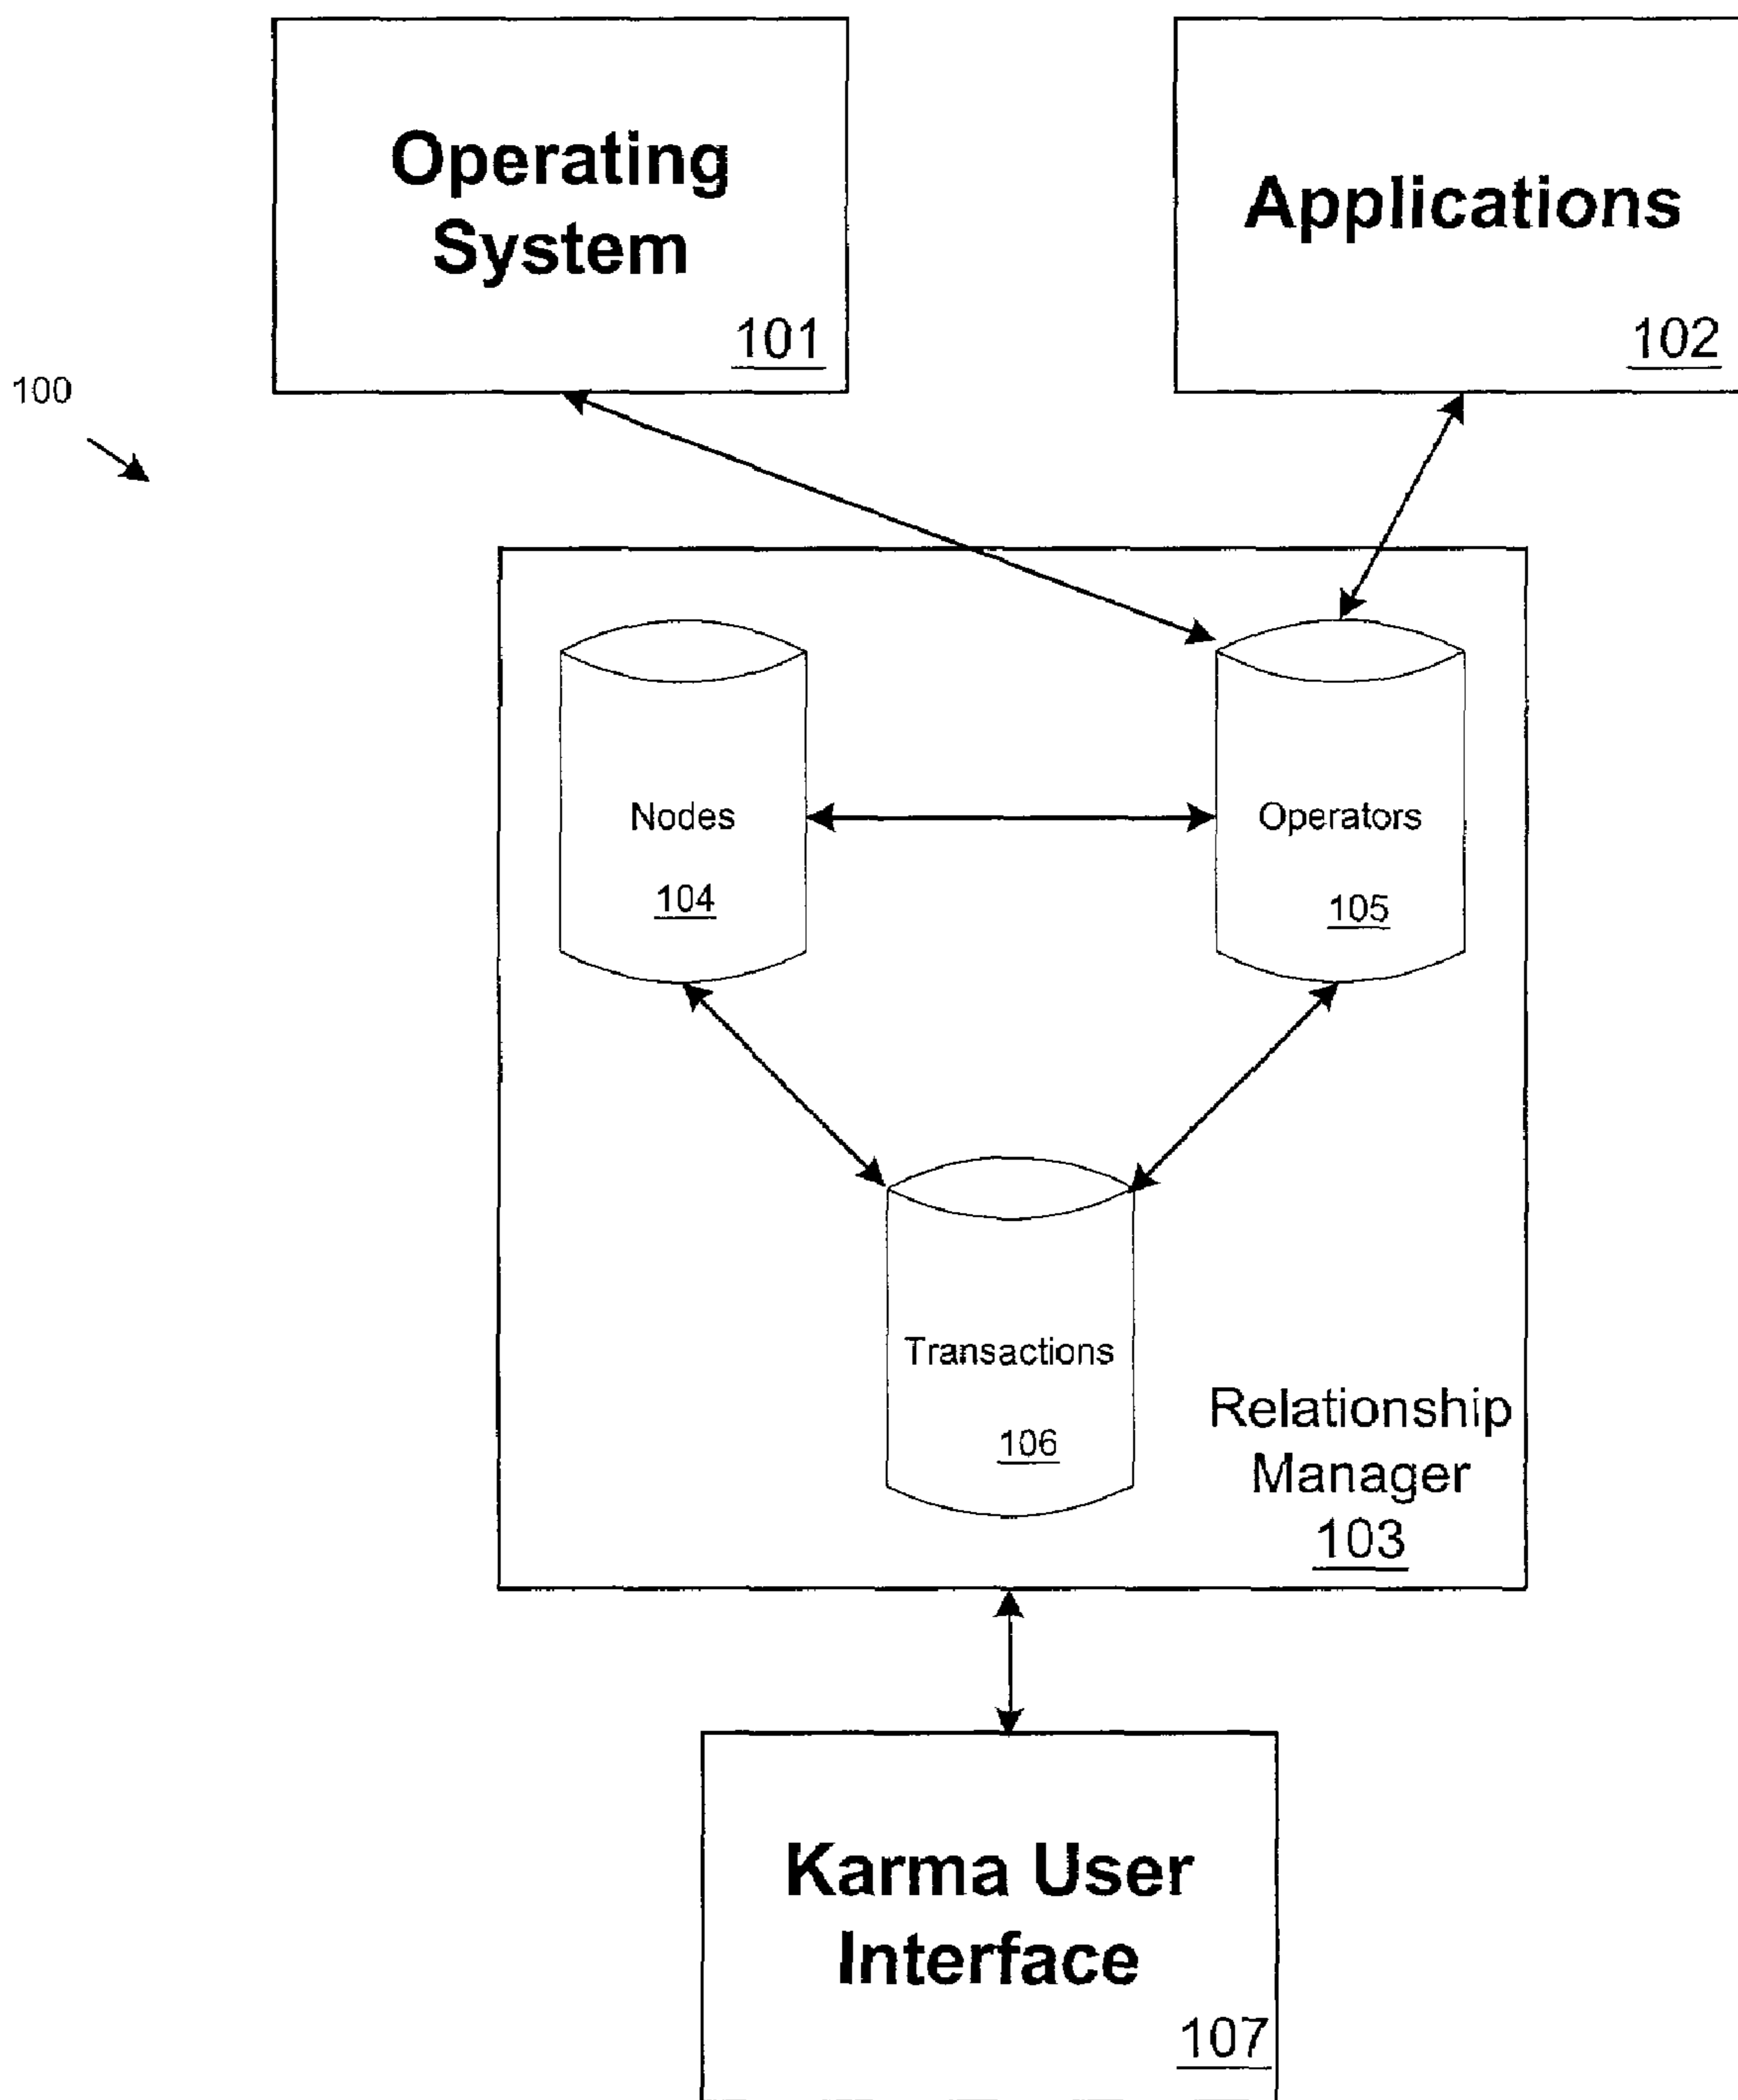 Operating
System
101
Applications
102
100
Nodes
104
Operators
105
Transactions
106
Relationship
Manager
103
Karma User
Interface
107